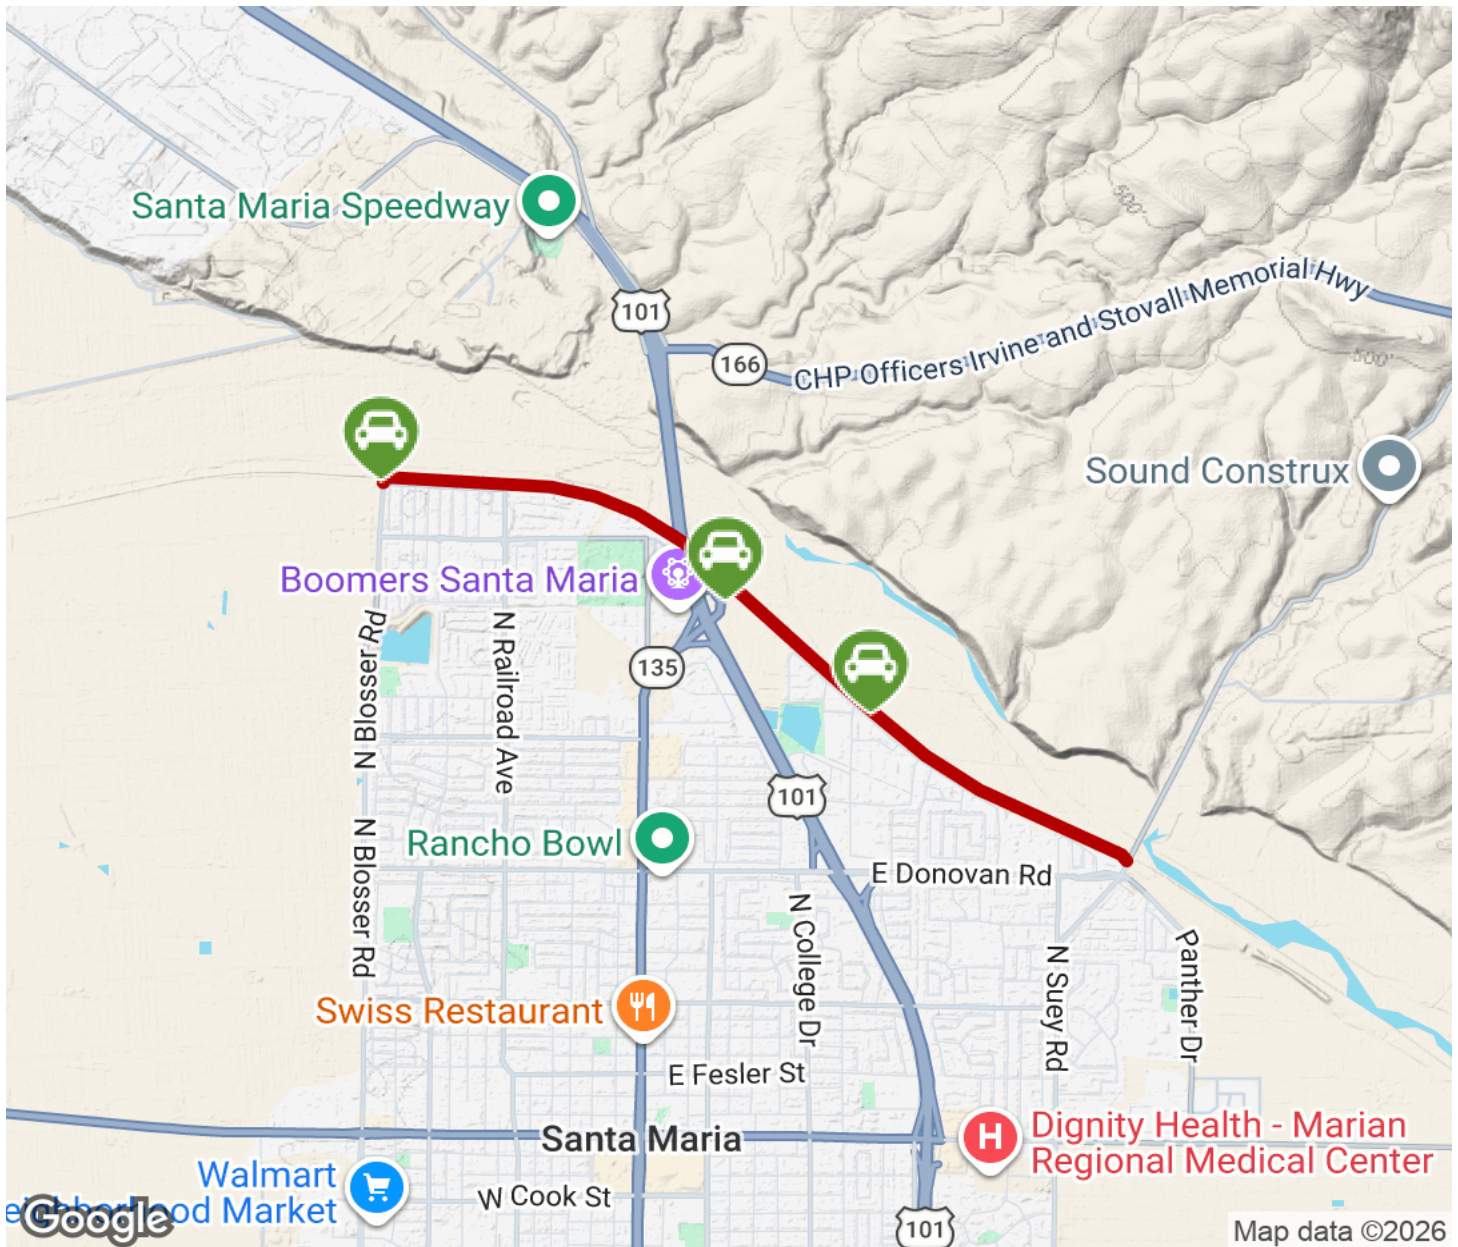 Santa Maria Speedway
500'
101
166
CHP Officers Irvine and Stovall Memorial Hwy
500'
Sound Construx
Boomers Santa Maria
N Blosser Rd
N Railroad Ave
135
101
Rancho Bowl
N Blosser Rd
E Donovan Rd
N College Dr
N Suey Rd
Panther Dr
Swiss Restaurant
E Fesler St
Santa Maria
Dignity Health - Marian
Regional Medical Center
Walmart
Market
W Cook St
Google
101
Map data ©2026